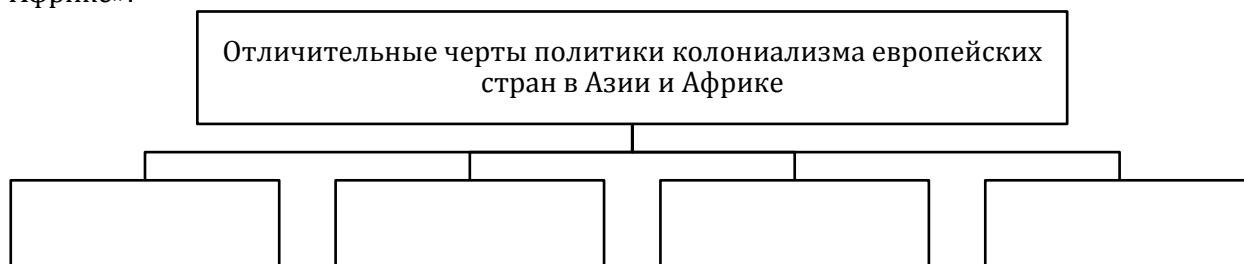 Африке».
Отличительные черты политики колониализма европейских
стран в Азии и Африке